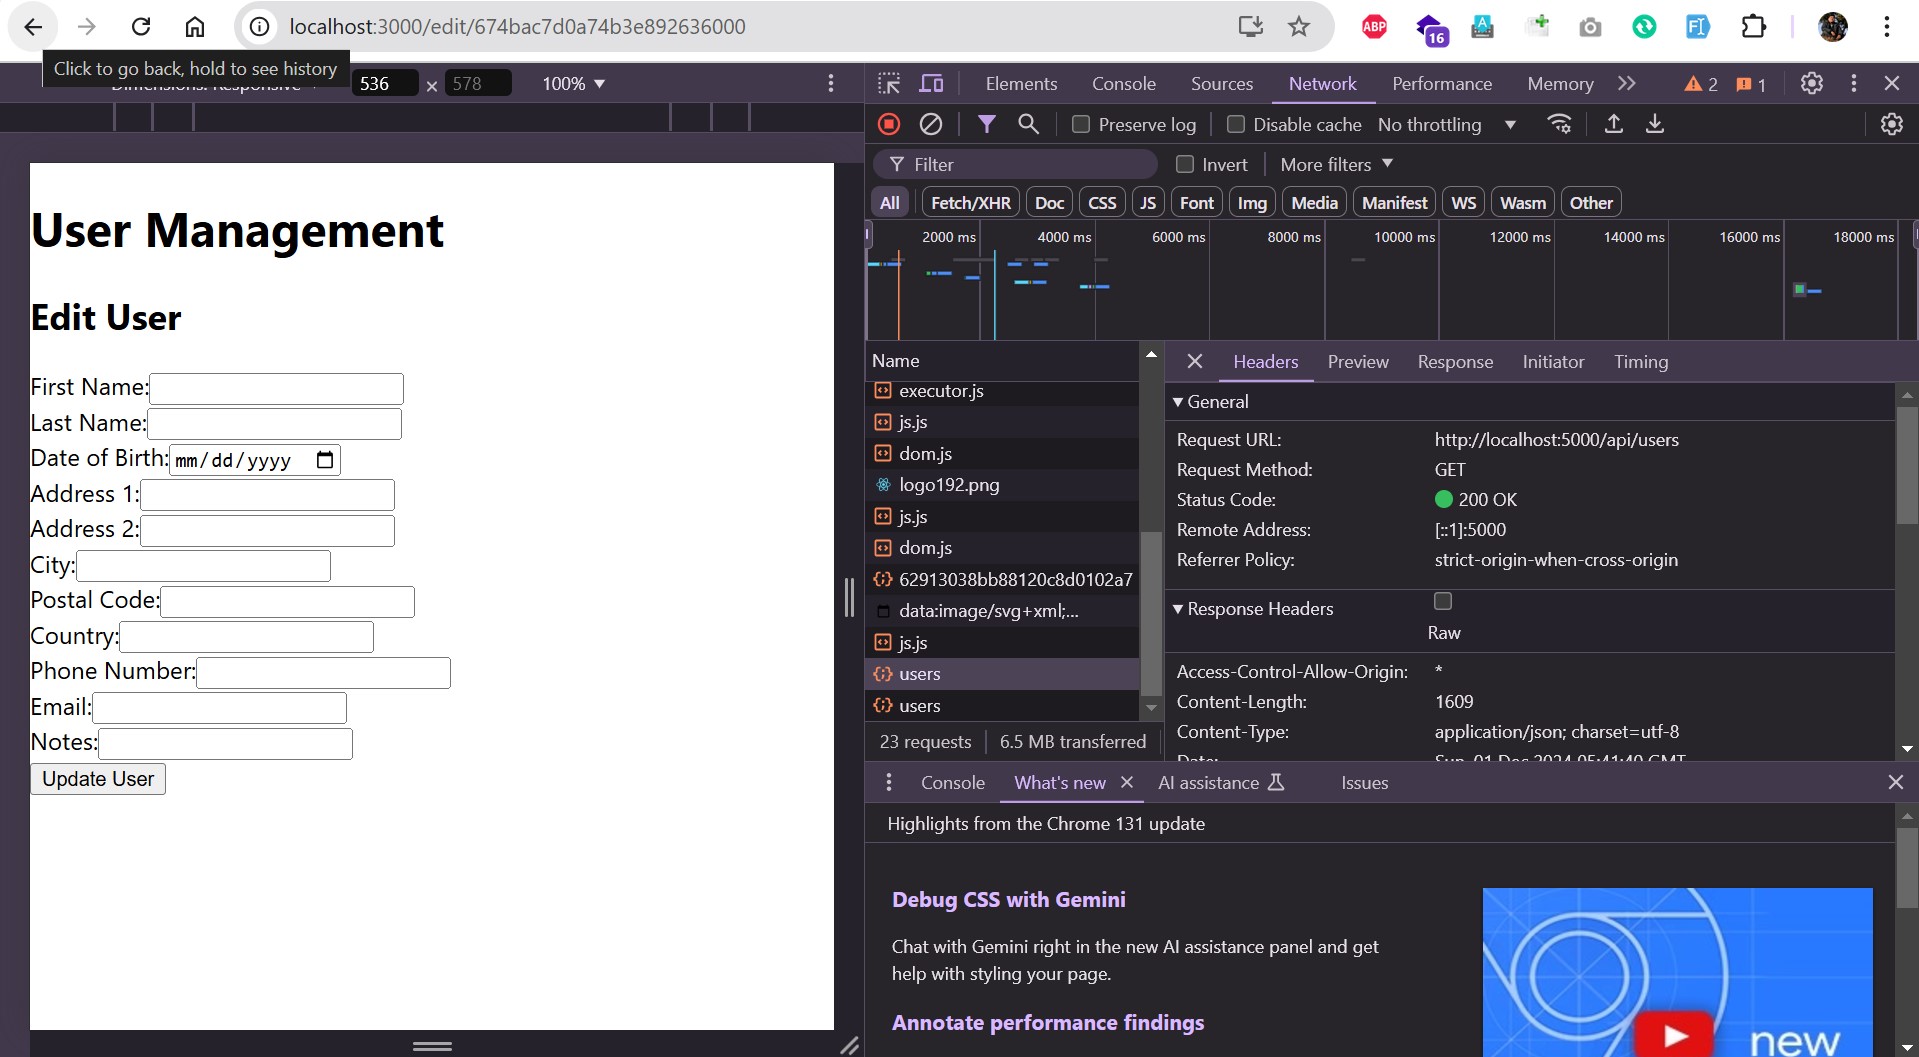 localhost:3000/edit/674bac7d0a74b3e892636000
ABP
16
A
FI
Click to go back, hold to see history
Dimensions: Responsive
536 × 578
100%
User Management
Edit User
First Name:
Last Name:
Date of Birth: mm/dd/yyyy
Address 1:
Address 2:
City:
Postal Code:
Country:
Phone Number:
Email:
Notes:
Update User
Elements Console Sources Network Performance Memory 2 1
Preserve log Disable cache No throttling
Filter Invert More filters
All Fetch/XHR Doc CSS JS Font Img Media Manifest WS Wasm Other
2000 ms 4000 ms 6000 ms 8000 ms 10000 ms 12000 ms 14000 ms 16000 ms 18000 ms
Name
executor.js
js.js
dom.js
logo192.png
js.js
dom.js
62913038bb88120c8d0102a7
data:image/svg+xml;...
js.js
users
users
23 requests 6.5 MB transferred
Headers Preview Response Initiator Timing
General
Request URL: http://localhost:5000/api/users
Request Method: GET
Status Code: 200 OK
Remote Address: [::1]:5000
Referrer Policy: strict-origin-when-cross-origin
Response Headers
Raw
Access-Control-Allow-Origin: *
Content-Length: 1609
Content-Type: application/json; charset=utf-8
Date: Sun, 01 Dec 2024 05:41:40 GMT
Console What's new AI assistance Issues
Highlights from the Chrome 131 update
Debug CSS with Gemini
Chat with Gemini right in the new AI assistance panel and get
help with styling your page.
Annotate performance findings
new